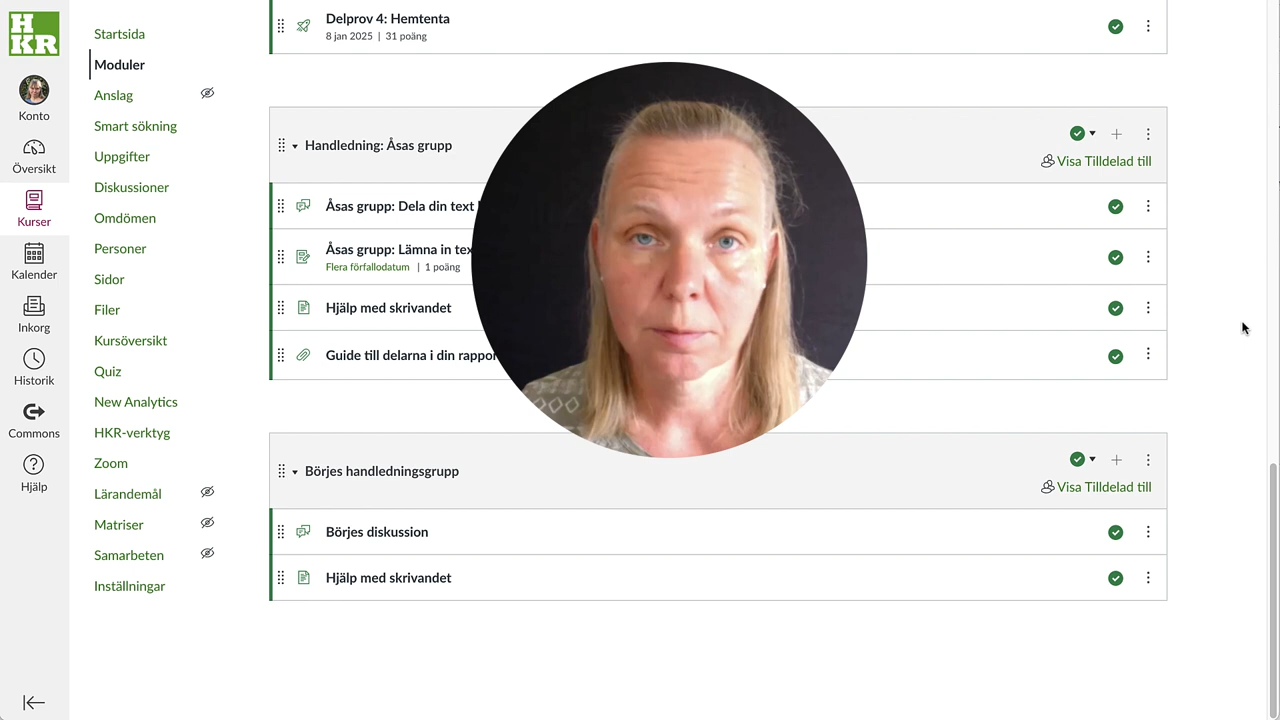 HKR
Konto
Översikt
Kurser
Kalender
Inkorg
Historik
Commons
Hjälp
Startsida
Moduler
Anslag
Smart sökning
Uppgifter
Diskussioner
Omdömen
Personer
Sidor
Filer
Kursöversikt
Quiz
New Analytics
HKR-verktyg
Zoom
Lärandemål
Matriser
Samarbeten
Inställningar
Delprov 4: Hemtenta
8 jan 2025 | 31 poäng
Handledning: Åsas grupp
Visa Tilldelad till
Åsas grupp: Dela din text
Åsas grupp: Lämna in
Flera förfallodatum | 1 poäng
Hjälp med skrivandet
Guide till delarna i din
Börjes handledningsgrupp
Visa Tilldelad till
Börjes diskussion
Hjälp med skrivandet